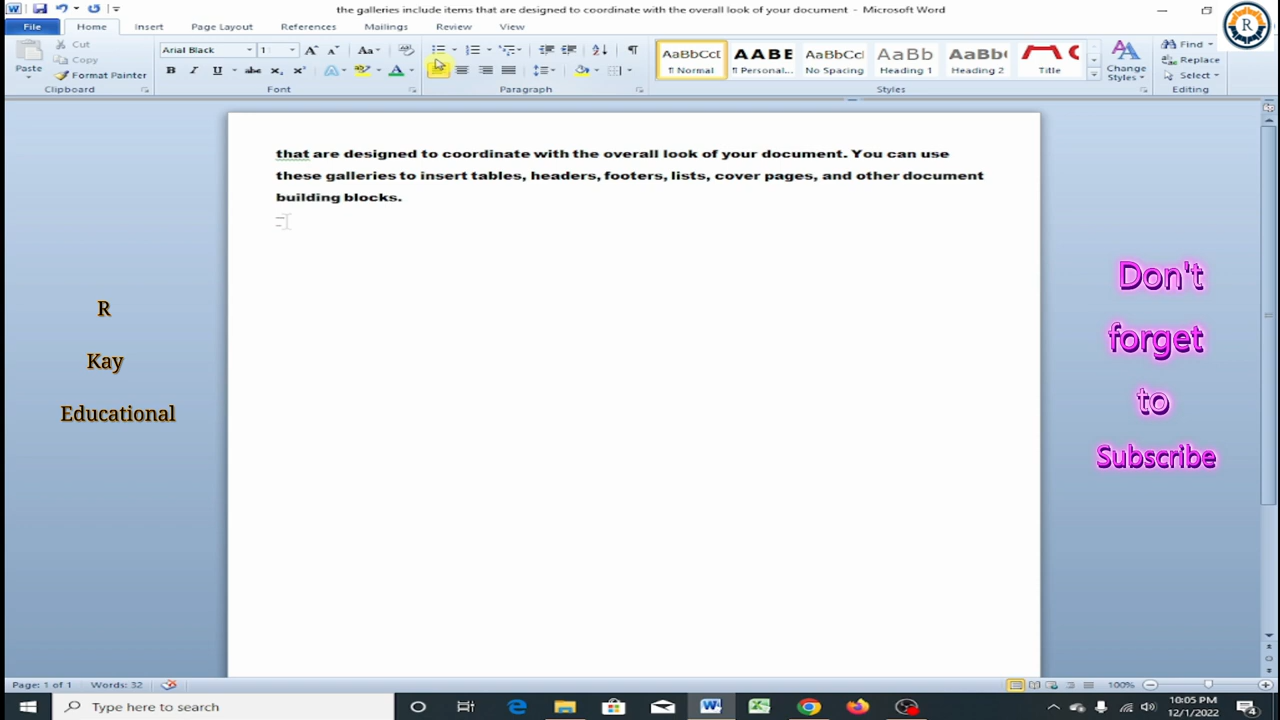 the galleries include items that are designed to coordinate with the overall look of your document - Microsoft Word
File Home Insert Page Layout References Mailings Review View
Cut
Copy
Format Painter
Paste
Clipboard
Arial Black
Font
Paragraph
AaBbCcD AABE AaBbCcI AaBb AaBb
¶ Normal ¶ Personal... No Spacing Heading 1 Heading 2 Title
Change
Styles
Styles
Find
Replace
Select
Editing
R
that are designed to coordinate with the overall look of your document. You can use
these galleries to insert tables, headers, footers, lists, cover pages, and other document
building blocks.
R
Kay
Educational
Don't
forget
to
Subscribe
Page: 1 of 1 Words: 32
100%
Type here to search
10:05 PM
12/1/2022
4